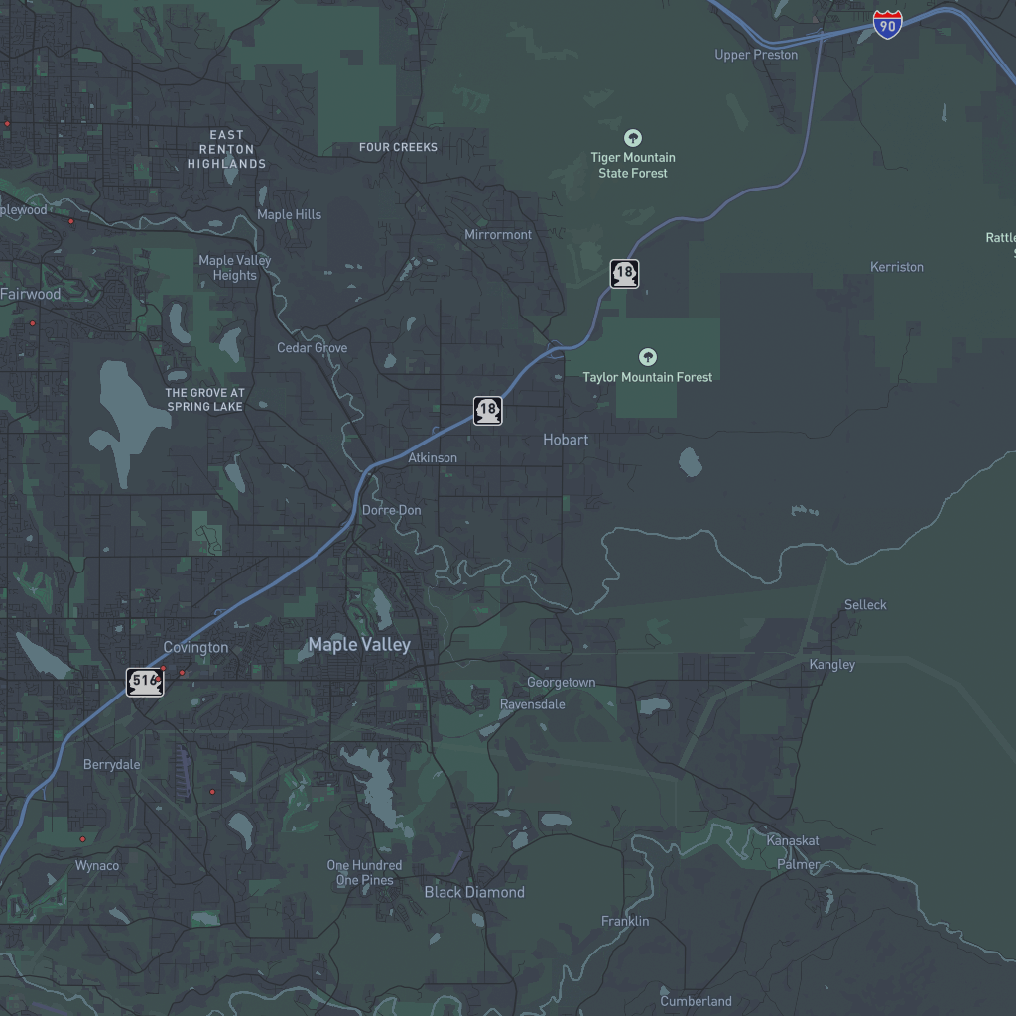 90
Upper Preston
EAST
RENTON
HIGHLANDS
FOUR CREEKS
Tiger Mountain
State Forest
plewood
Maple Hills
Mirrormont
Rattle
S
Maple Valley
Heights
Kerriston
18
Fairwood
Cedar Grove
Taylor Mountain Forest
THE GROVE AT
SPRING LAKE
18
Hobart
Atkinson
Dorre Don
Selleck
Covington
Maple Valley
Kangley
516
Georgetown
Ravensdale
Berrydale
Kanaskat
Palmer
Wynaco
One Hundred
One Pines
Black Diamond
Franklin
Cumberland